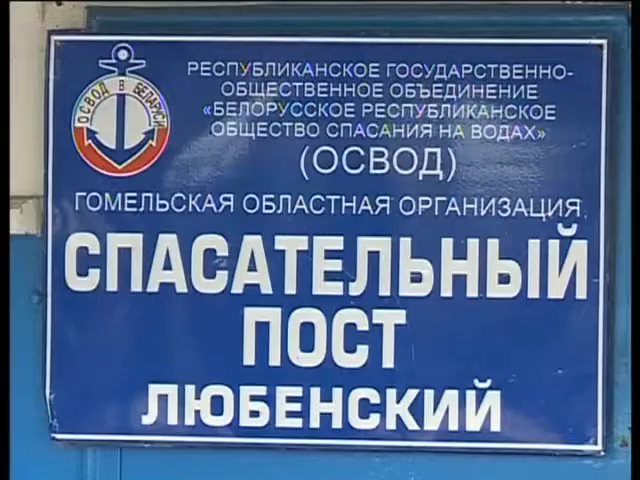 ОСВОД В БЕЛАРУСИ
РЕСПУБЛИКАНСКОЕ ГОСУДАРСТВЕННО-
ОБЩЕСТВЕННОЕ ОБЪЕДИНЕНИЕ
«БЕЛОРУССКОЕ РЕСПУБЛИКАНСКОЕ
ОБЩЕСТВО СПАСАНИЯ НА ВОДАХ»
(ОСВОД)
ГОМЕЛЬСКАЯ ОБЛАСТНАЯ ОРГАНИЗАЦИЯ
СПАСАТЕЛЬНЫЙ
ПОСТ
ЛЮБЕНСКИЙ